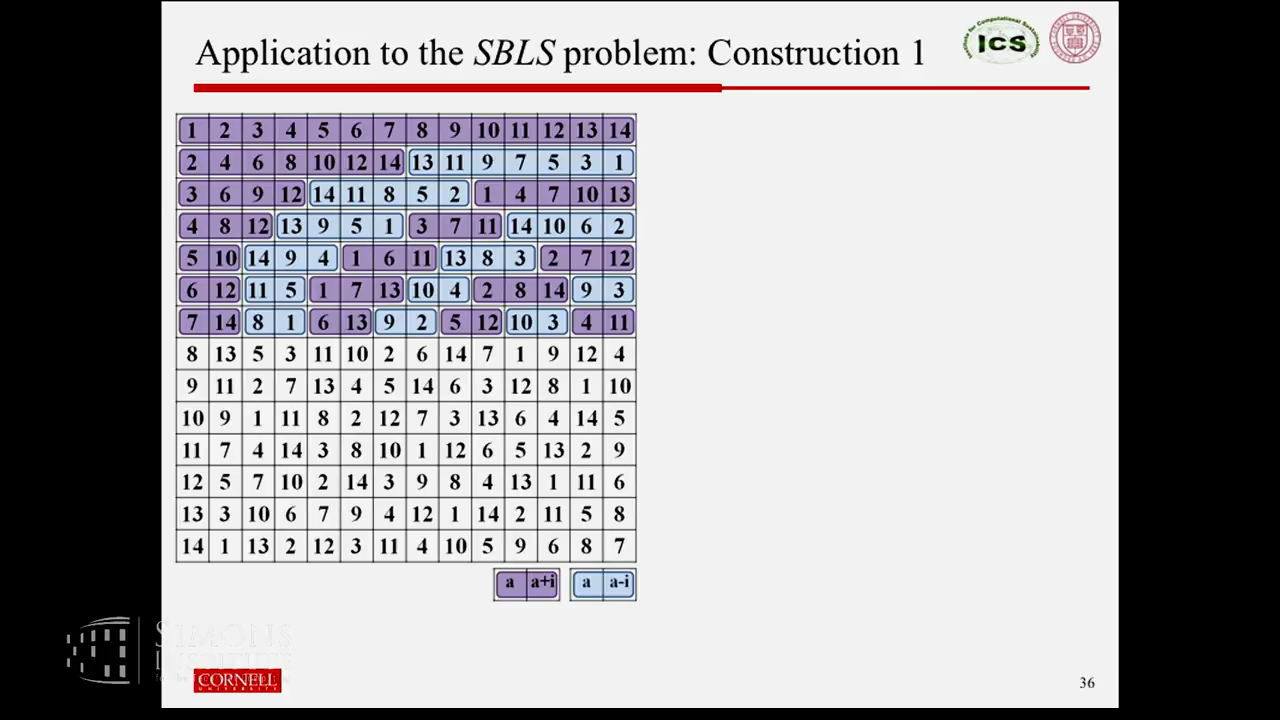 Application to the SBLS problem: Construction 1
Institute for Computational Sustainability
ICS
1 2 3 4 5 6 7 8 9 10 11 12 13 14
2 4 6 8 10 12 14 13 11 9 7 5 3 1
3 6 9 12 14 11 8 5 2 1 4 7 10 13
4 8 12 13 9 5 1 3 7 11 14 10 6 2
5 10 14 9 4 1 6 11 13 8 3 2 7 12
6 12 11 5 1 7 13 10 4 2 8 14 9 3
7 14 8 1 6 13 9 2 5 12 10 3 4 11
8 13 5 3 11 10 2 6 14 7 1 9 12 4
9 11 2 7 13 4 5 14 6 3 12 8 1 10
10 9 1 11 8 2 12 7 3 13 6 4 14 5
11 7 4 14 3 8 10 1 12 6 5 13 2 9
12 5 7 10 2 14 3 9 8 4 13 1 11 6
13 3 10 6 7 9 4 12 1 14 2 11 5 8
14 1 13 2 12 3 11 4 10 5 9 6 8 7
a a+i a a-i
SIMONS
INSTITUTE
CORNELL
UNIVERSITY
36